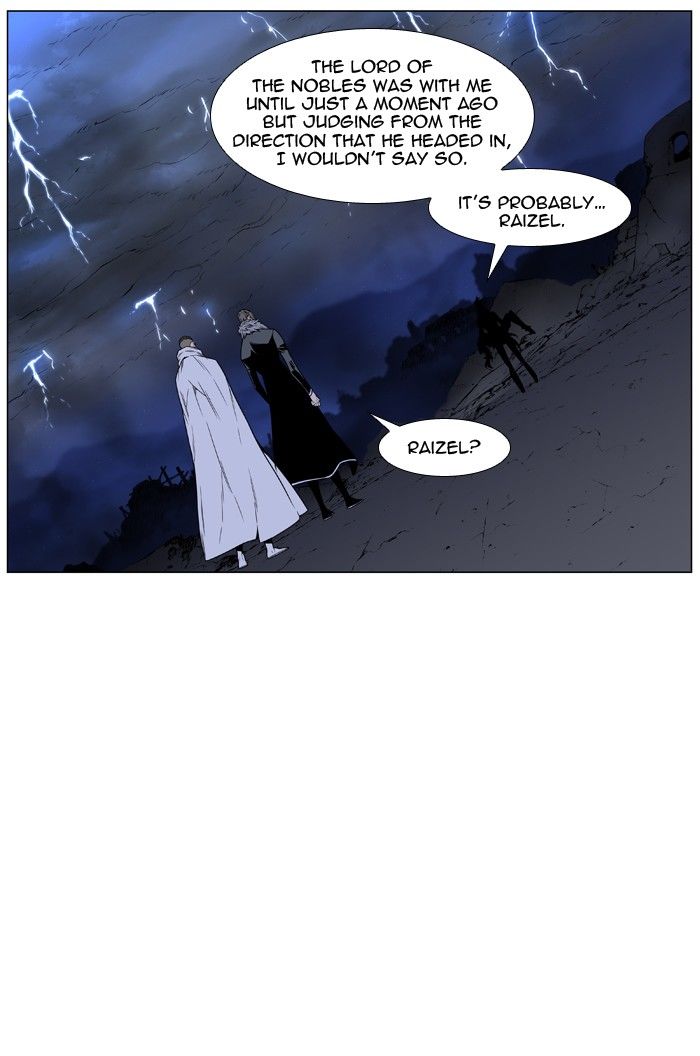 THE LORD OF
THE NOBLES WAS WITH ME
UNTIL JUST A MOMENT AGO
BUT JUDGING FROM THE
DIRECTION THAT HE HEADED IN,
I WOULDN'T SAY SO.
IT'S PROBABLY...
RAIZEL.
RAIZEL?